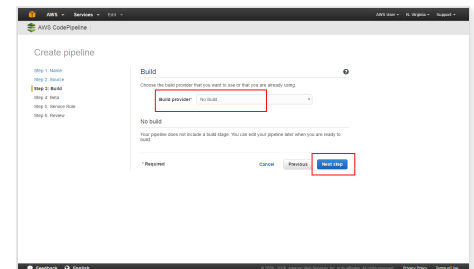 AWS Services Edit AWS User N. Virginia Support
AWS CodePipeline
Create pipeline
Step 1: Name
Step 2: Source
Step 3: Build
Step 4: Beta
Step 5: Service Role
Step 6: Review
Build
Choose the build provider that you want to use or that you are already using.
Build provider* No Build
No build
Your pipeline does not include a build stage. You can edit your pipeline later when you are ready to
build.
* Required Cancel Previous Next step
Feedback English Privacy Policy Terms of Use